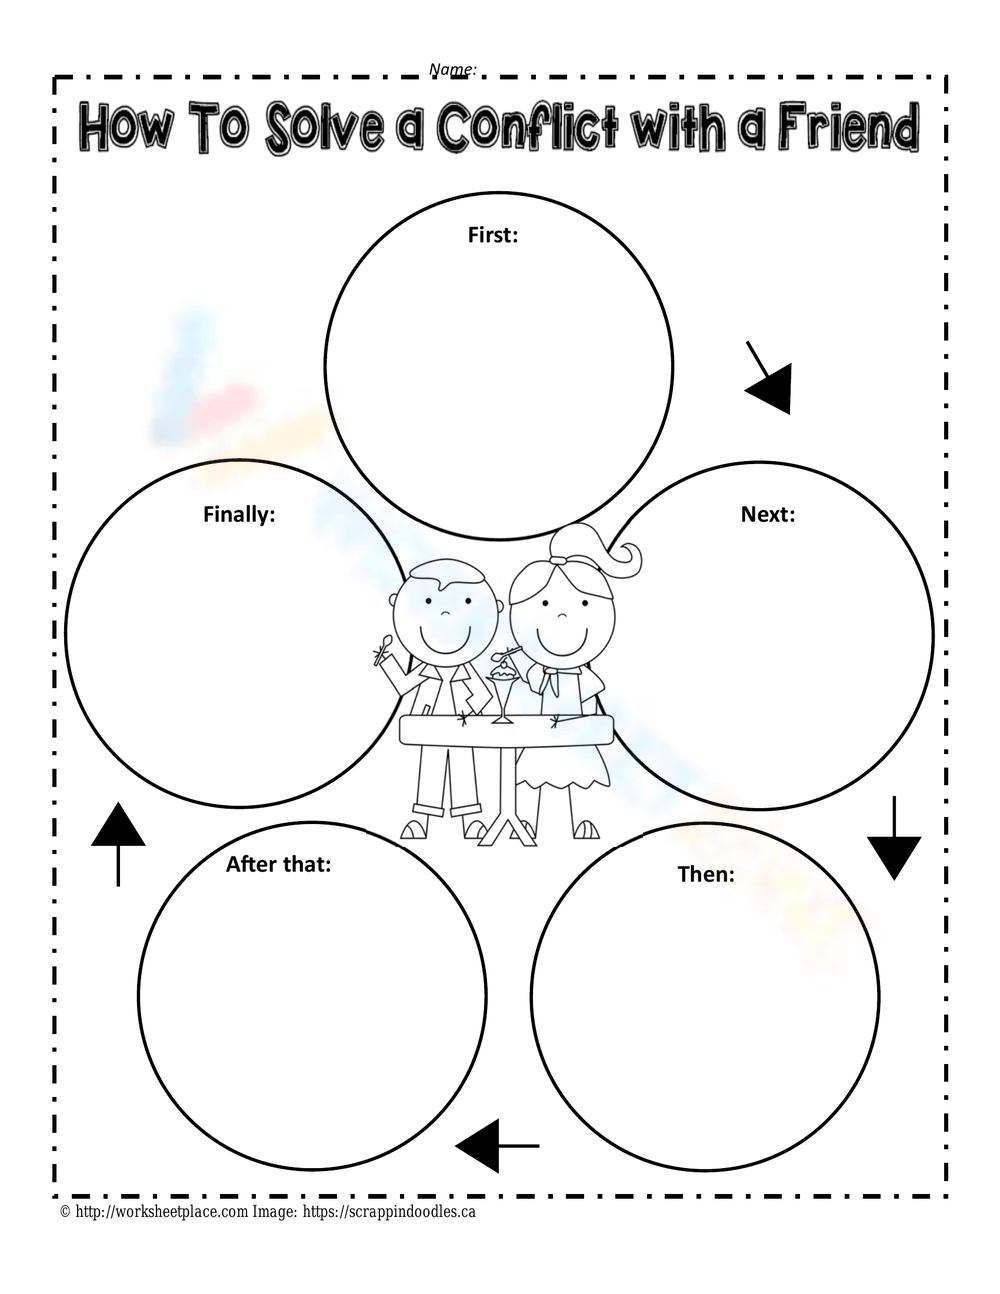 Name:
How To Solve a Conflict with a Friend
First:
Finally:
Next:
After that:
Then:
© http://worksheetplace.com Image: https://scrappindoodles.ca